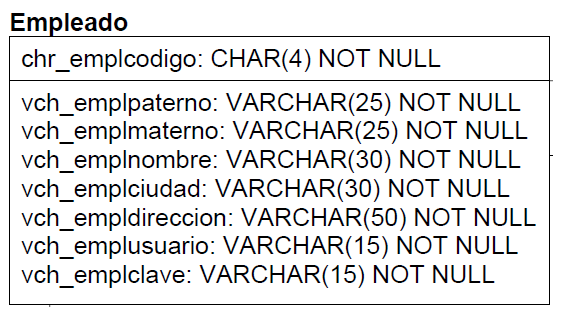 Empleado
chr_emplcodigo: CHAR(4) NOT NULL
vch_emplpaterno: VARCHAR(25) NOT NULL
vch_emplmaterno: VARCHAR(25) NOT NULL
vch_emplnombre: VARCHAR(30) NOT NULL
vch_emplciudad: VARCHAR(30) NOT NULL
vch_empldireccion: VARCHAR(50) NOT NULL
vch_emplusuario: VARCHAR(15) NOT NULL
vch_emplclave: VARCHAR(15) NOT NULL